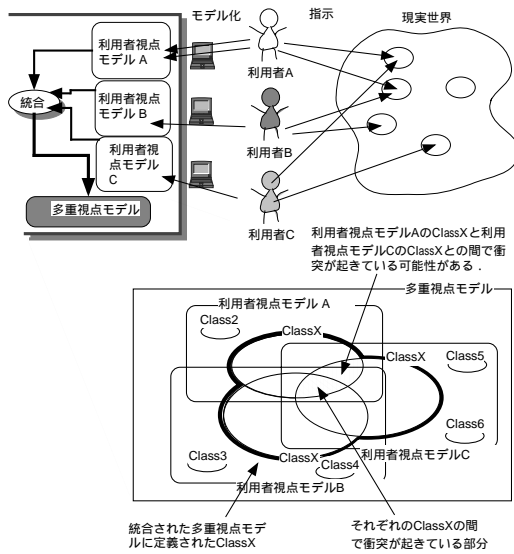 モデル化
指示
現実世界
利用者視点
モデル A
利用者A
統合
利用者視点
モデル B
利用者B
利用者視
点モデル
C
利用者C
多重視点モデル
利用者視点モデルAのClassXと利用
者視点モデルCのClassXとの間で衝
突が起きている可能性がある．
多重視点モデル
利用者視点モデル A
Class2
ClassX
ClassX
Class5
Class6
Class3
ClassX
Class4
利用者視点モデルC
利用者視点モデルB
統合された多重視点モデ
ルに定義されたClassX
それぞれのClassXの間
で衝突が起きている部分